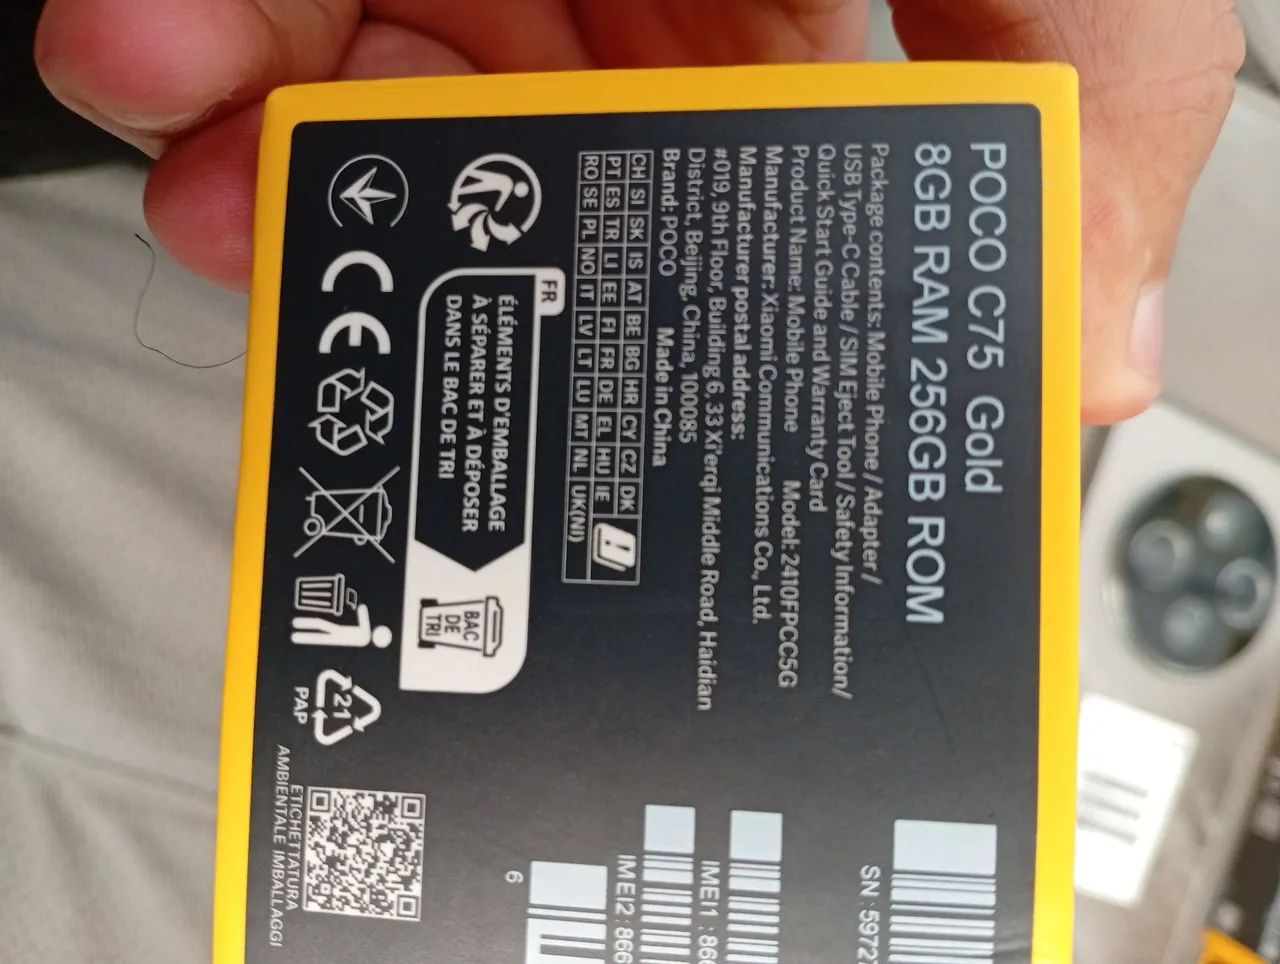 POCO C75 Gold
8GB RAM 256GB ROM
Package contents: Mobile Phone / Adapter /
USB Type-C Cable / SIM Eject Tool / Safety Information/
Quick Start Guide and Warranty Card
Product Name: Mobile Phone Model: 2410FPCC5G
Manufacturer: Xiaomi Communications Co., Ltd.
Manufacturer postal address:
#019, 9th Floor, Building 6, 33 Xi'erqi Middle Road, Haidian
District, Beijing, China, 100085
Brand: POCO Made in China
CH SI SK IS AT BE BG HR CY CZ DK
PT ES TR LI EE FI FR DE EL HU IE
RO SE PL NO IT LV LT LU MT NL UK(NI)
FR
ÉLÉMENTS D'EMBALLAGE
À SÉPARER ET À DÉPOSER
DANS LE BAC DE TRI
BAC
DE
TRI
CE
21
PAP
ETICHETTATURA
AMBIENTALE IMBALLAGGI
SN : 5972
IMEI1 : 866
IMEI2 : 866
6